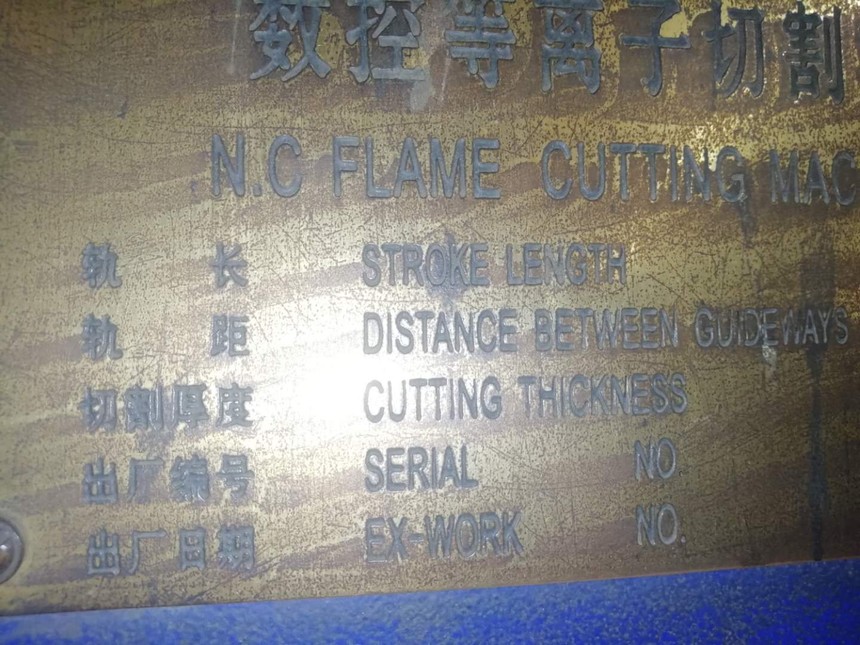 数控等离子切割
N.C FLAME CUTTING MAC
轨 长 STROKE LENGTH
轨 距 DISTANCE BETWEEN GUIDEWAYS
切割厚度 CUTTING THICKNESS
出厂编号 SERIAL NO.
出厂日期 EX-WORK NO.